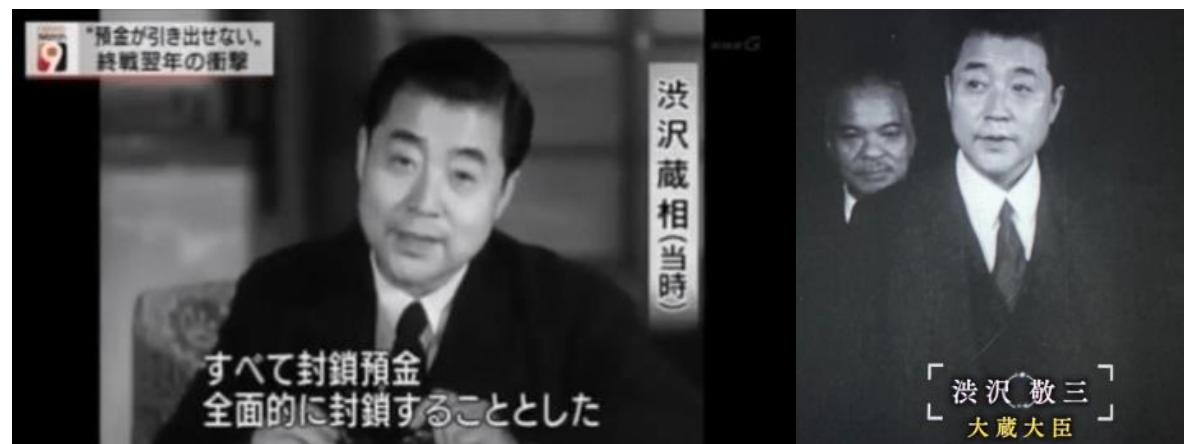 “預金が引き出せない。
終戦翌年の衝撃
9
渋沢蔵相(当時)
すべて封鎖預金
全面的に封鎖することとした
渋沢 敬三
大蔵大臣